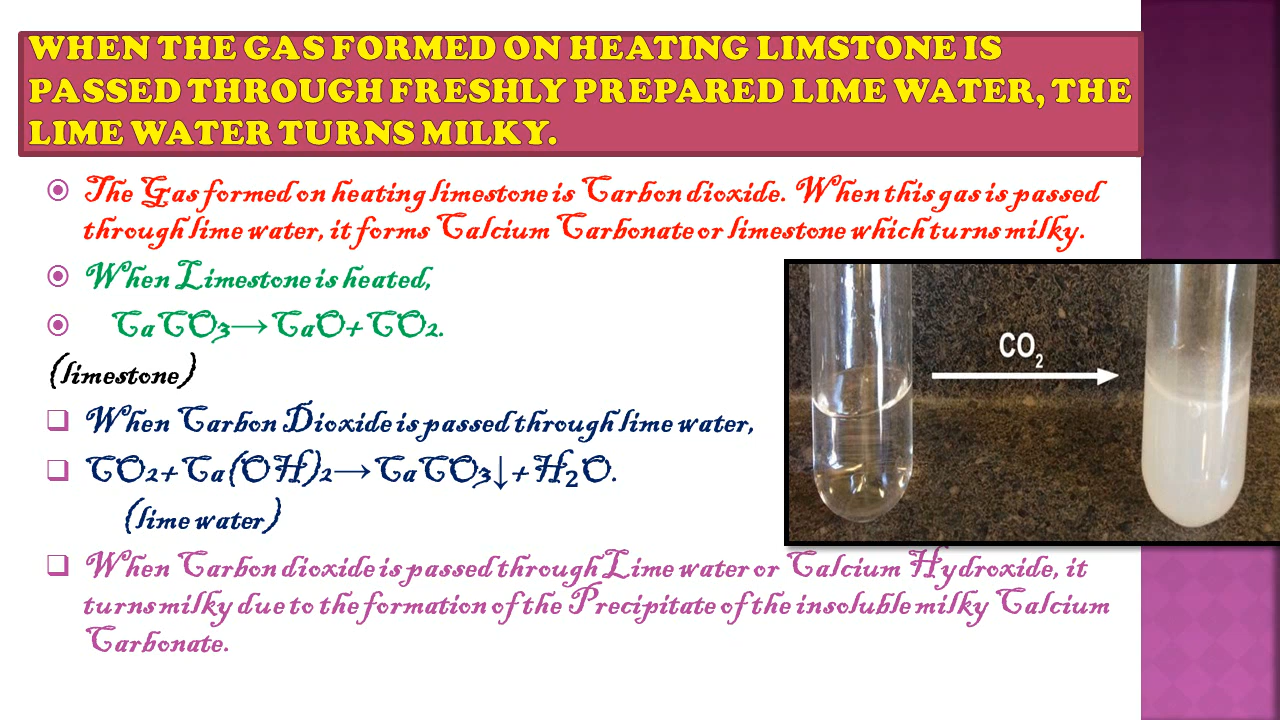 WHEN THE GAS FORMED ON HEATING LIMSTONE IS
PASSED THROUGH FRESHLY PREPARED LIME WATER, THE
LIME WATER TURNS MILKY.
The Gas formed on heating limestone is Carbon dioxide. When this gas is passed
through lime water, it forms Calcium Carbonate or limestone which turns milky.
When Limestone is heated,
CaCO3→CaO+CO2.
(limestone)
When Carbon Dioxide is passed through lime water,
CO2+Ca(OH)2→CaCO3↓+H₂O.
(lime water)
CO₂
When Carbon dioxide is passed through Lime water or Calcium Hydroxide, it
turns milky due to the formation of the Precipitate of the insoluble milky Calcium
Carbonate.